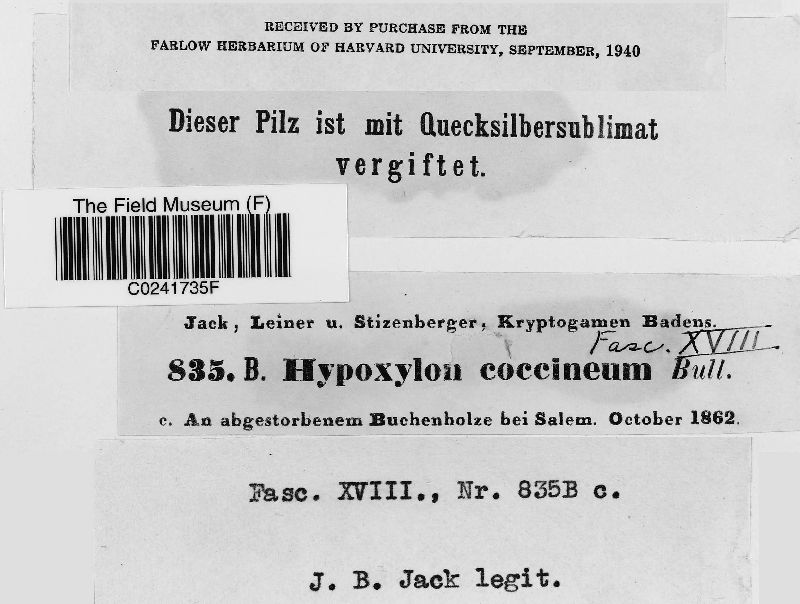 RECEIVED BY PURCHASE FROM THE
FARLOW HERBARIUM OF HARVARD UNIVERSITY, SEPTEMBER, 1940
Dieser Pilz ist mit Quecksilbersublimat
vergiftet.
The Field Museum (F)
C0241735F
Jack, Leiner u. Stizenberger, Kryptogamen Badens.
Fasc. XVIII.
835. B. Hypoxylon coccineum Bull.
c. An abgestorbenem Buchenholze bei Salem. October 1862.
Fasc. XVIII., Nr. 835B c.
J. B. Jack legit.